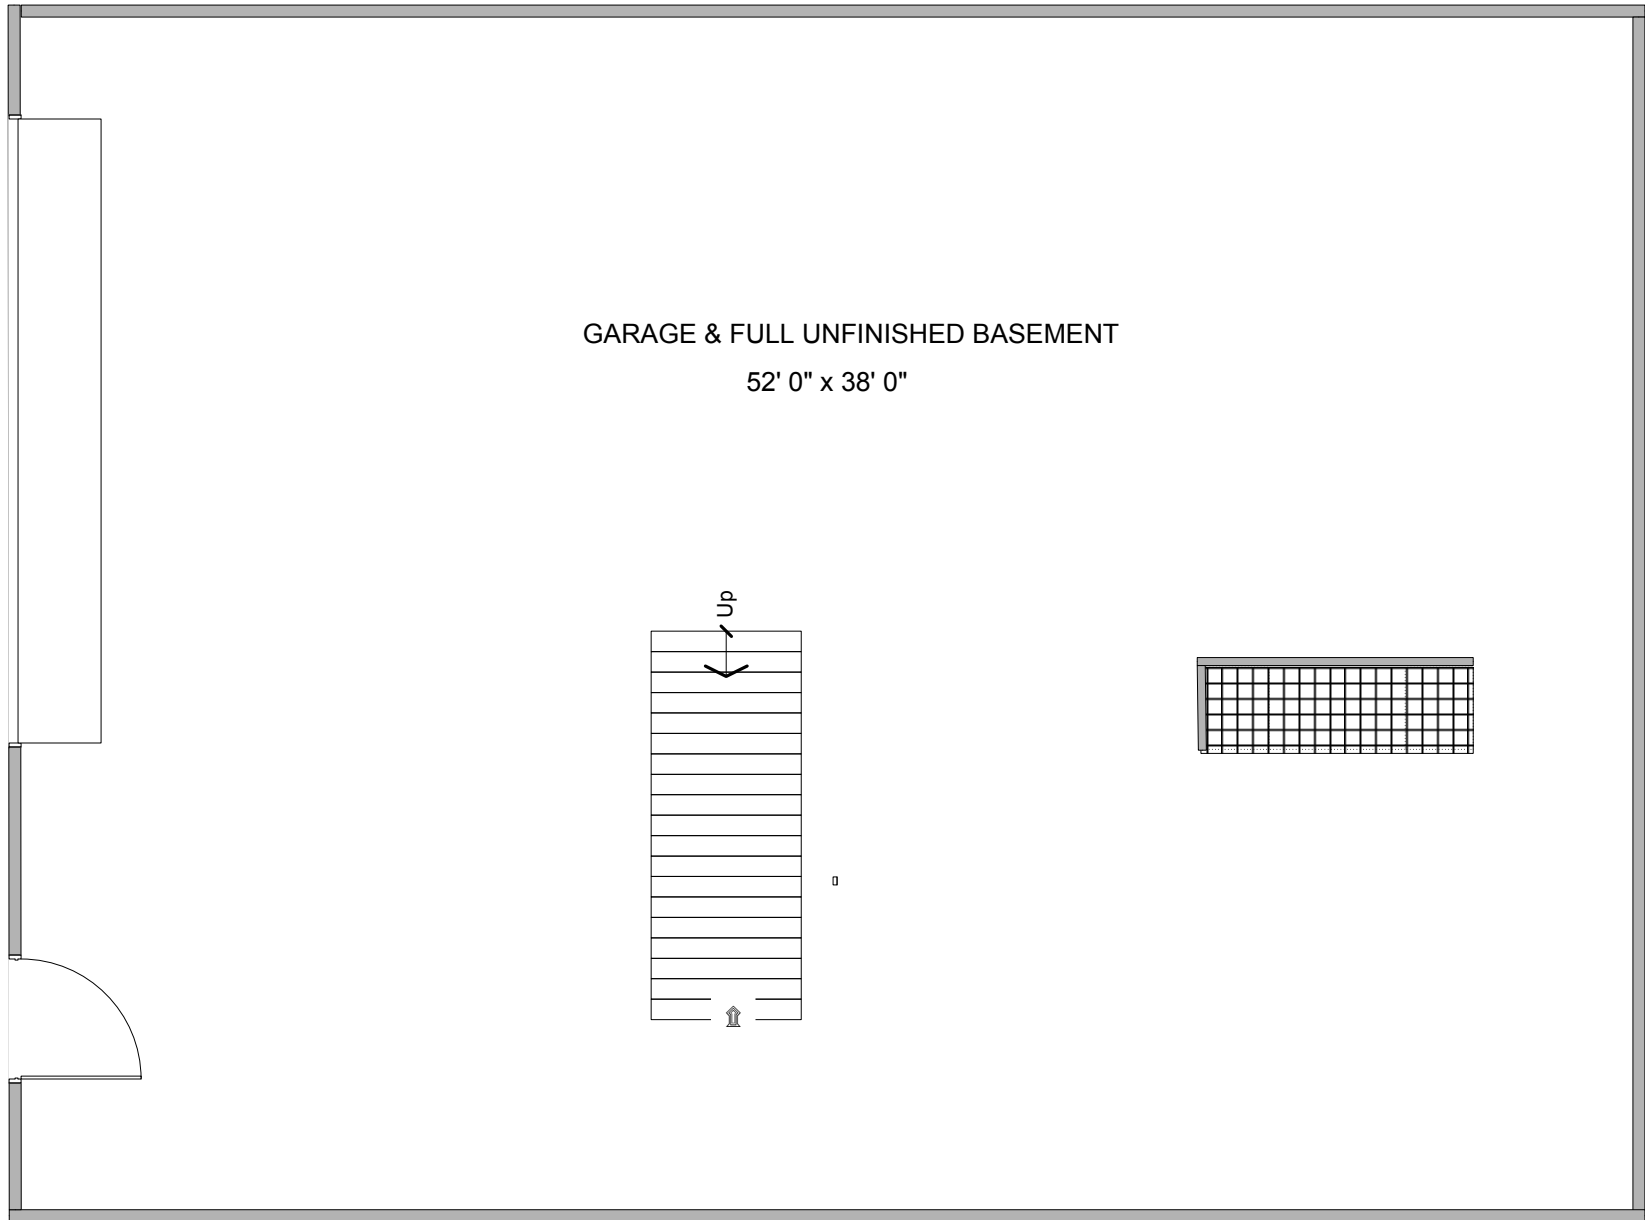 GARAGE & FULL UNFINISHED BASEMENT
52' 0" x 38' 0"
Up